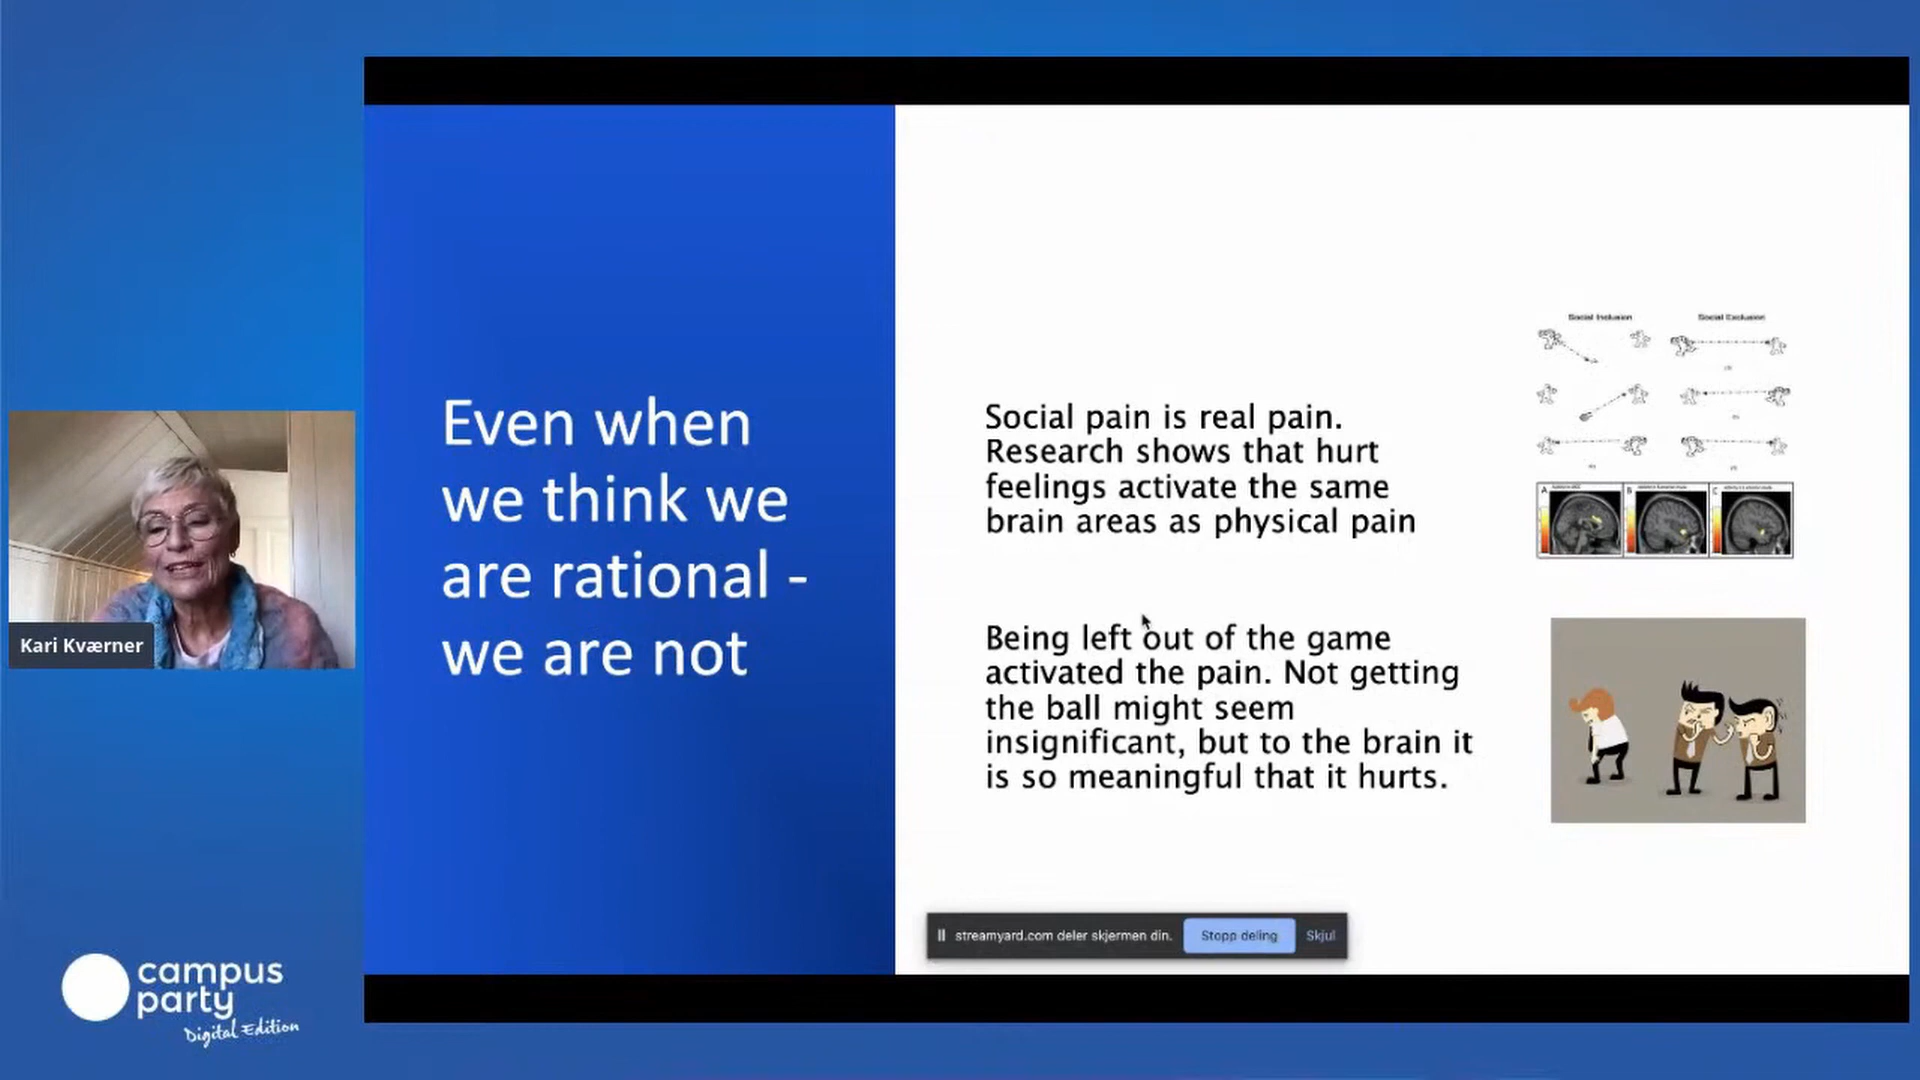 Even when
we think we
are rational -
we are not
Social pain is real pain.
Research shows that hurt
feelings activate the same
brain areas as physical pain
Being left out of the game
activated the pain. Not getting
the ball might seem
insignificant, but to the brain it
is so meaningful that it hurts.
Social Inclusion
Social Exclusion
A
B
C
Kari Kværner
streamyard.com deler skjermen din.
Stopp deling
Skjul
campus
party
Digital Edition